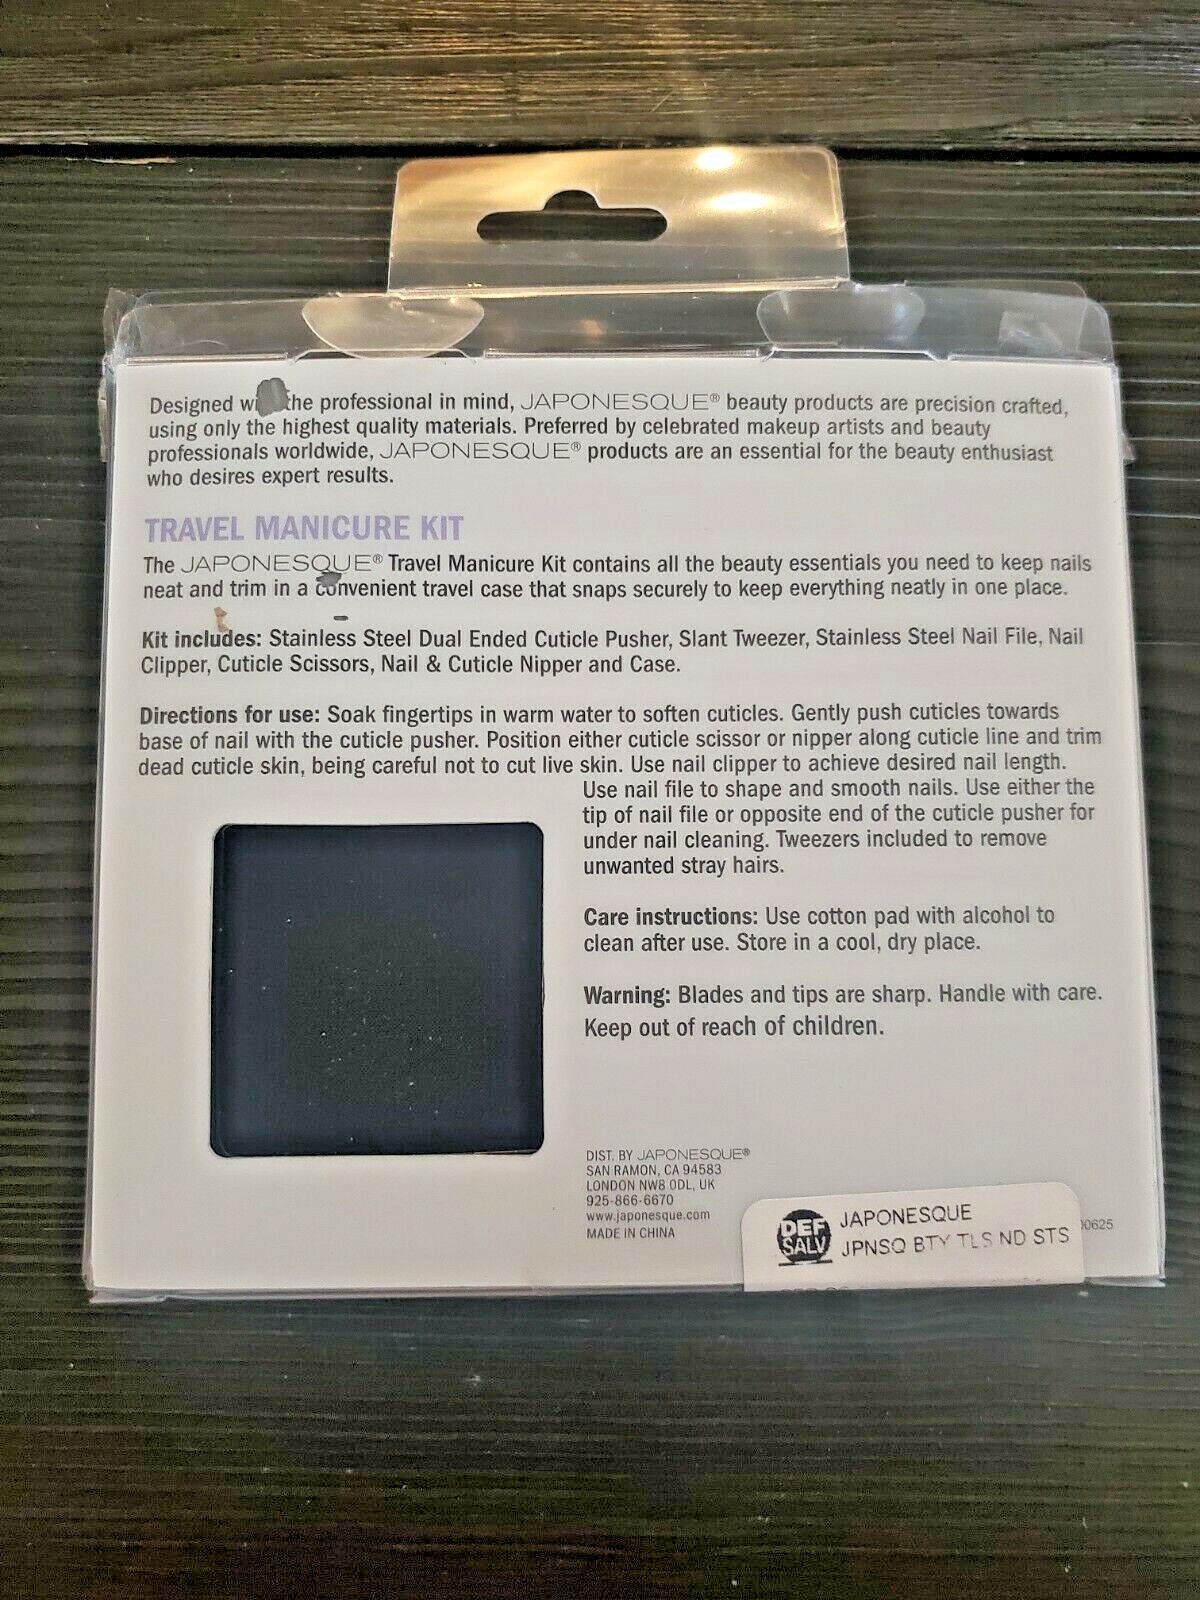 Designed the professional in mind, JAPONESQUE® beauty products are precision crafted,
using only the highest quality materials. Preferred by celebrated makeup artists and beauty
professionals worldwide, JAPONESQUE® products are an essential for the beauty enthusiast
who desires expert results.
TRAVEL MANICURE KIT
The JAPONESQUE® Travel Manicure Kit contains all the beauty essentials you need to keep nails
neat and trim in a convenient travel case that snaps securely to keep everything neatly in one place.
Kit includes: Stainless Steel Dual Ended Cuticle Pusher, Slant Tweezer, Stainless Steel Nail File, Nail
Clipper, Cuticle Scissors, Nail & Cuticle Nipper and Case.
Directions for use: Soak fingertips in warm water to soften cuticles. Gently push cuticles towards
base of nail with the cuticle pusher. Position either cuticle scissor or nipper along cuticle line and trim
dead cuticle skin, being careful not to cut live skin. Use nail clipper to achieve desired nail length.
Use nail file to shape and smooth nails. Use either the
tip of nail file or opposite end of the cuticle pusher for
under nail cleaning. Tweezers included to remove
unwanted stray hairs.
Care instructions: Use cotton pad with alcohol to
clean after use. Store in a cool, dry place.
Warning: Blades and tips are sharp. Handle with care.
Keep out of reach of children.
DIST. BY JAPONESQUE®
SAN RAMON, CA 94583
LONDON NW8 0DL, UK
925-866-6670
www.japonesque.com
MADE IN CHINA
DEF
SALV
JAPONESQUE
JPNSQ BTY TLS ND STS
00625